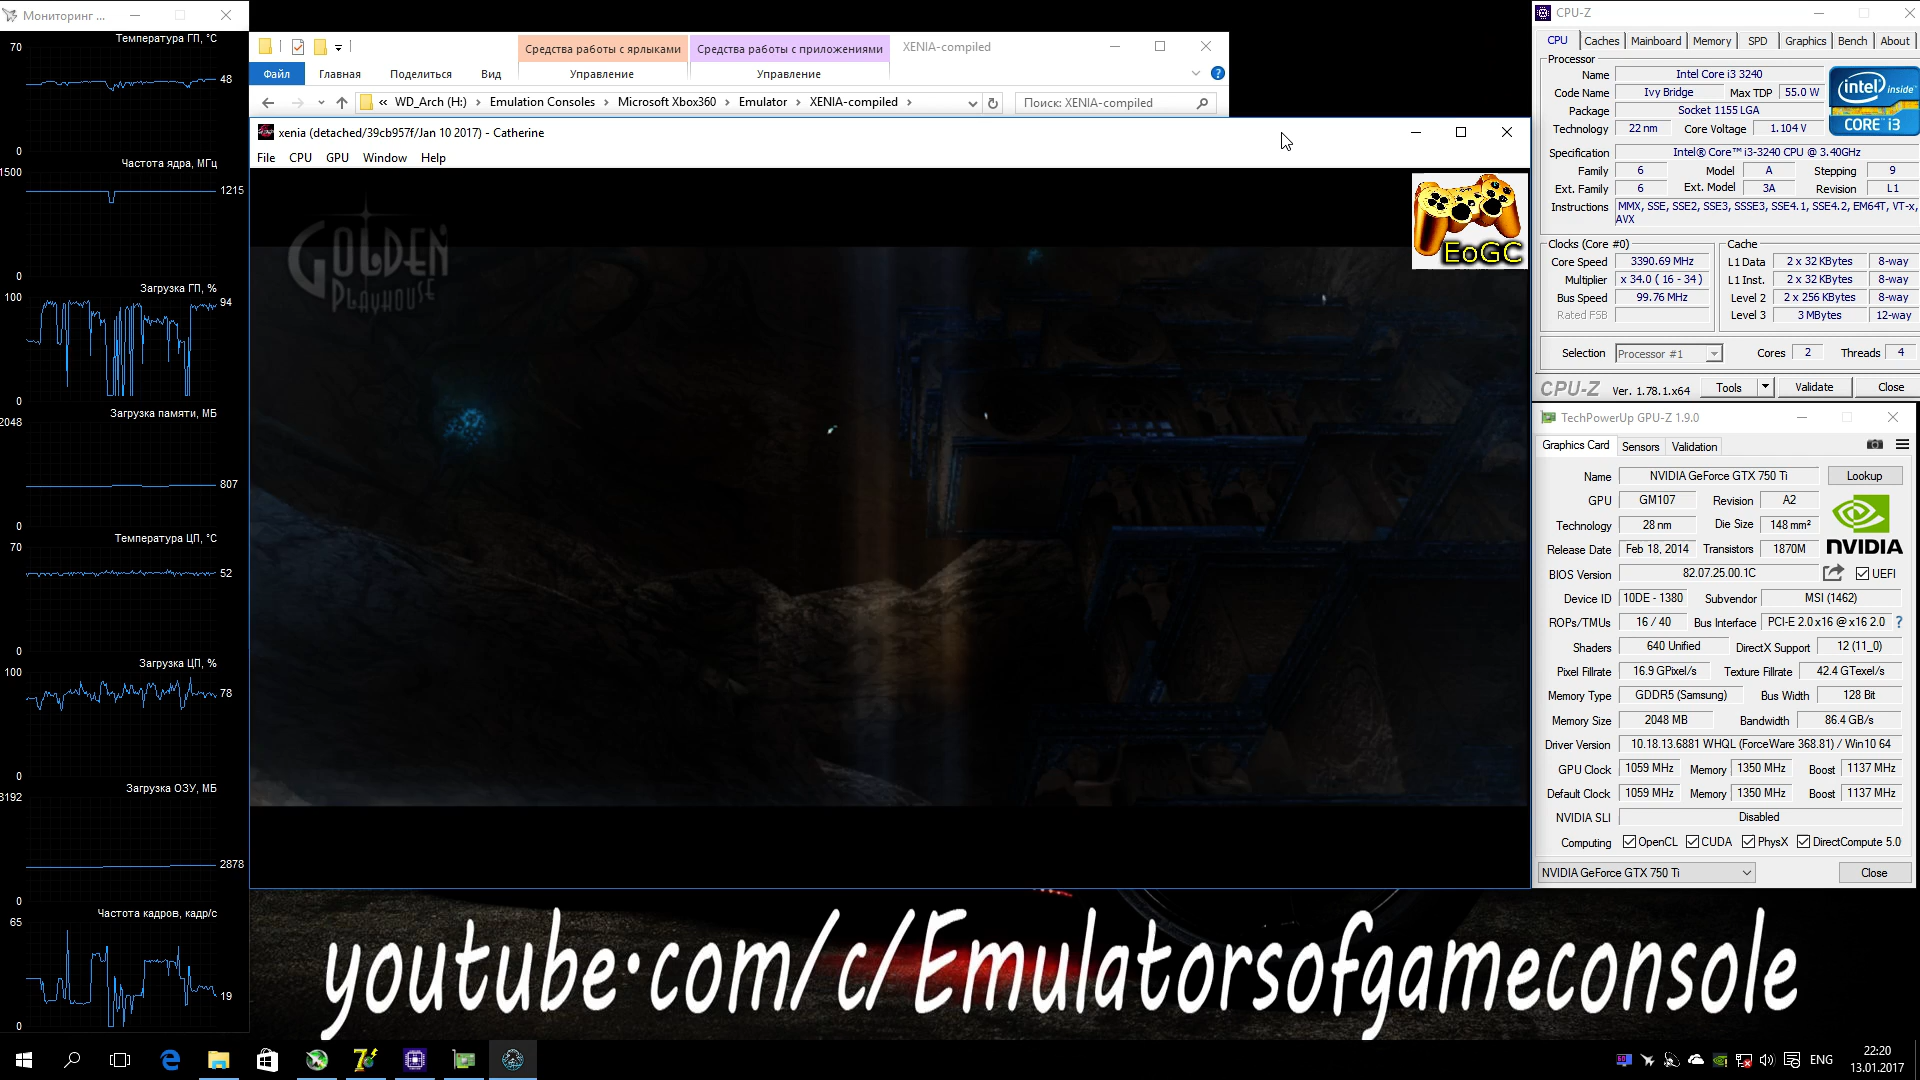 Мониторинг ...
Температура ГП, °C
70
48
0
Частота ядра, МГц
1500
1215
0
Загрузка ГП, %
100
94
0
Загрузка памяти, МБ
2048
807
0
Температура ЦП, °C
70
52
0
Загрузка ЦП, %
100
78
0
Загрузка ОЗУ, МБ
8192
2878
0
Частота кадров, кадр/с
65
19
0
Средства работы с ярлыками Средства работы с приложениями XENIA-compiled
Файл Главная Поделиться Вид Управление Управление
« WD_Arch (H:) Emulation Consoles Microsoft Xbox360 Emulator XENIA-compiled Поиск: XENIA-compiled
xenia (detached/39cb957f/Jan 10 2017) - Catherine
File CPU GPU Window Help
GOLDEN
PLAYHOUSE
EoGC
CPU-Z
CPU Caches Mainboard Memory SPD Graphics Bench About
Processor
Name Intel Core i3 3240
Code Name Ivy Bridge Max TDP 55.0 W
Package Socket 1155 LGA
Technology 22 nm Core Voltage 1.104 V
intel inside™
CORE i3
Specification Intel® Core™ i3-3240 CPU @ 3.40GHz
Family 6 Model A Stepping 9
Ext. Family 6 Ext. Model 3A Revision L1
Instructions MMX, SSE, SSE2, SSE3, SSSE3, SSE4.1, SSE4.2, EM64T, VT-x,
AVX
Clocks (Core #0) Cache
Core Speed 3390.69 MHz L1 Data 2 x 32 KBytes 8-way
Multiplier x 34.0 ( 16 - 34 ) L1 Inst. 2 x 32 KBytes 8-way
Bus Speed 99.76 MHz Level 2 2 x 256 KBytes 8-way
Rated FSB Level 3 3 MBytes 12-way
Selection Processor #1 Cores 2 Threads 4
CPU-Z Ver. 1.78.1.x64 Tools Validate Close
TechPowerUp GPU-Z 1.9.0
Graphics Card Sensors Validation
Name NVIDIA GeForce GTX 750 Ti Lookup
GPU GM107 Revision A2
Technology 28 nm Die Size 148 mm²
Release Date Feb 18, 2014 Transistors 1870M
NVIDIA
BIOS Version 82.07.25.00.1C UEFI
Device ID 10DE - 1380 Subvendor MSI (1462)
ROPs/TMUs 16 / 40 Bus Interface PCI-E 2.0 x16 @ x16 2.0 ?
Shaders 640 Unified DirectX Support 12 (11_0)
Pixel Fillrate 16.9 GPixel/s Texture Fillrate 42.4 GTexel/s
Memory Type GDDR5 (Samsung) Bus Width 128 Bit
Memory Size 2048 MB Bandwidth 86.4 GB/s
Driver Version 10.18.13.6881 WHQL (ForceWare 368.81) / Win10 64
GPU Clock 1059 MHz Memory 1350 MHz Boost 1137 MHz
Default Clock 1059 MHz Memory 1350 MHz Boost 1137 MHz
NVIDIA SLI Disabled
Computing OpenCL CUDA PhysX DirectCompute 5.0
NVIDIA GeForce GTX 750 Ti Close
youtube.com/c/Emulatorsofgameconsole
ENG
22:20
13.01.2017